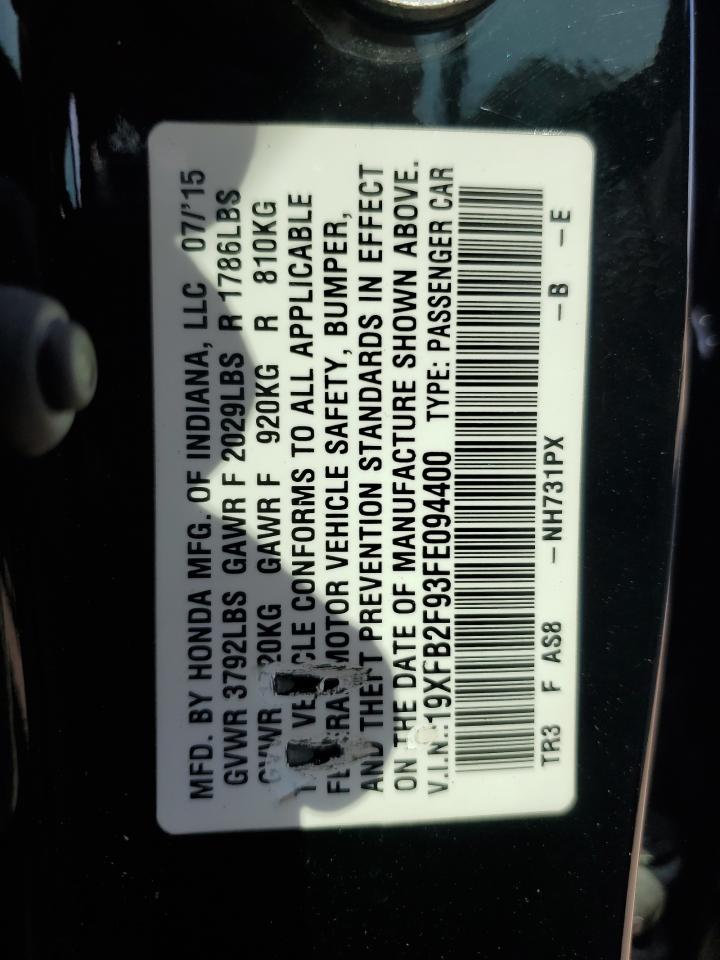 MFD. BY HONDA MFG. OF INDIANA, LLC 07/'15
GVWR 3792LBS GAWR F 2029LBS R 1786LBS
GVWR GAWR F 920KG R 810KG
CONFORMS TO ALL APPLICABLE
MOTOR VEHICLE SAFETY, BUMPER,
AND THEFT PREVENTION STANDARDS IN EFFECT
ON THE DATE OF MANUFACTURE SHOWN ABOVE.
V.I.N.: 19XFB2F93FE094400 TYPE: PASSENGER CAR
TR3 F AS8 -NH731PX -B -E